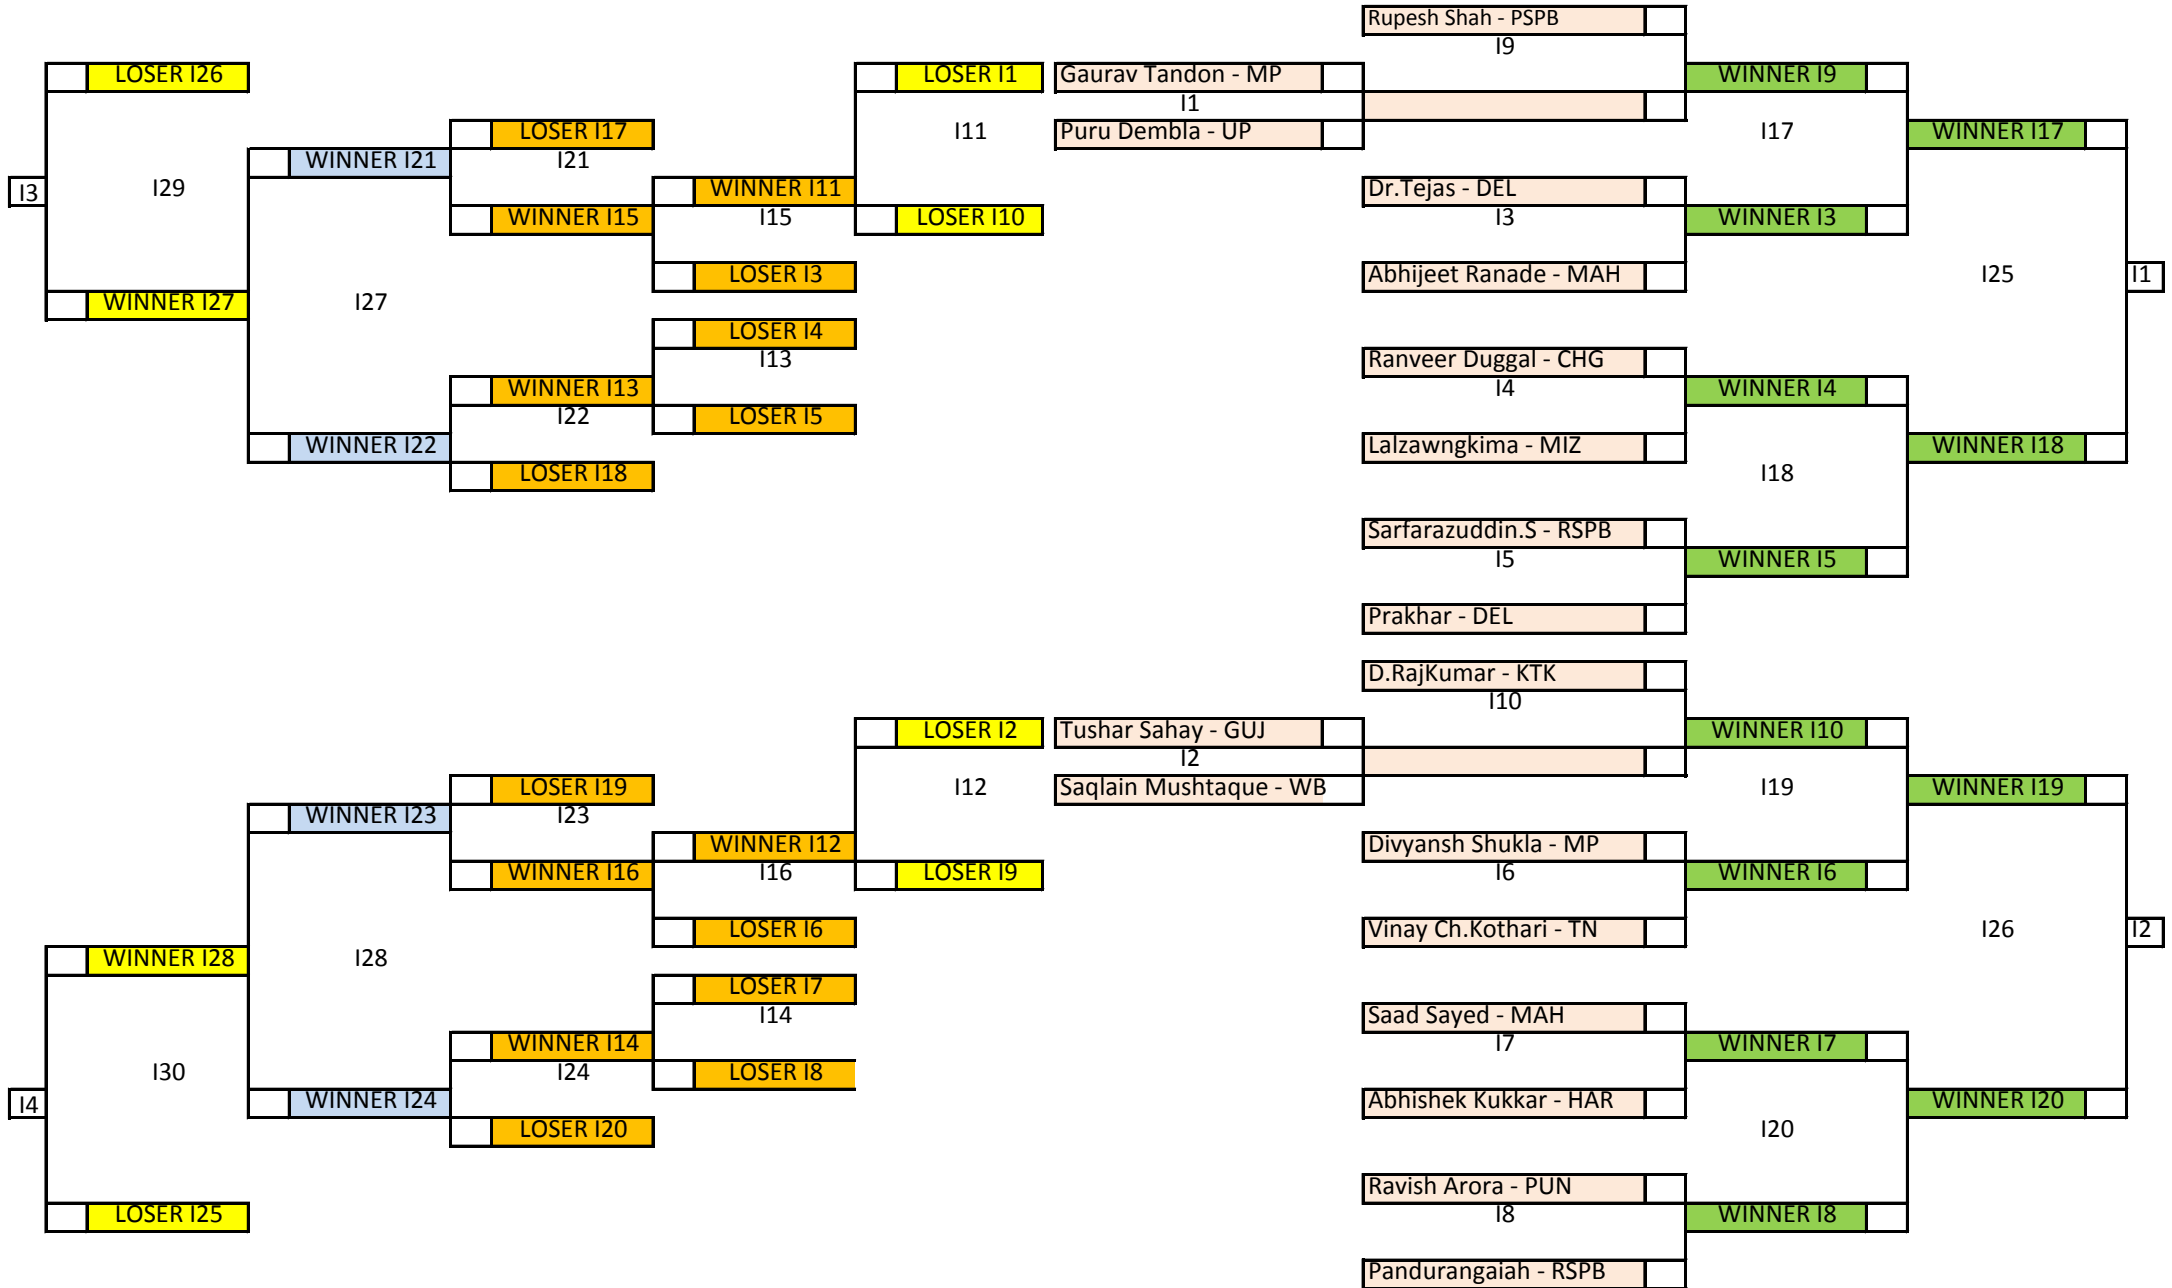 Rupesh Shah - PSPB
I9
LOSER I26
LOSER I1
Gaurav Tandon - MP
WINNER I9
I1
LOSER I17
I11
Puru Dembla - UP
I17
WINNER I17
WINNER I21
I21
I3
I29
WINNER I11
Dr.Tejas - DEL
WINNER I15
I15
LOSER I10
I3
WINNER I3
LOSER I3
Abhijeet Ranade - MAH
I25
I1
WINNER I27
I27
LOSER I4
I13
Ranveer Duggal - CHG
WINNER I13
I4
WINNER I4
I22
LOSER I5
WINNER I22
Lalzawngkima - MIZ
WINNER I18
LOSER I18
I18
Sarfarazuddin.S - RSPB
I5
WINNER I5
Prakhar - DEL
D.RajKumar - KTK
I10
LOSER I2
Tushar Sahay - GUJ
WINNER I10
I2
LOSER I19
I12
Saqlain Mushtaque - WB
I19
WINNER I19
WINNER I23
I23
WINNER I12
Divyansh Shukla - MP
WINNER I16
I16
LOSER I9
I6
WINNER I6
LOSER I6
Vinay Ch.Kothari - TN
I26
I2
WINNER I28
I28
LOSER I7
I14
Saad Sayed - MAH
WINNER I14
I7
WINNER I7
I30
I24
LOSER I8
I4
WINNER I24
Abhishek Kukkar - HAR
WINNER I20
LOSER I20
I20
Ravish Arora - PUN
LOSER I25
I8
WINNER I8
Pandurangaiah - RSPB